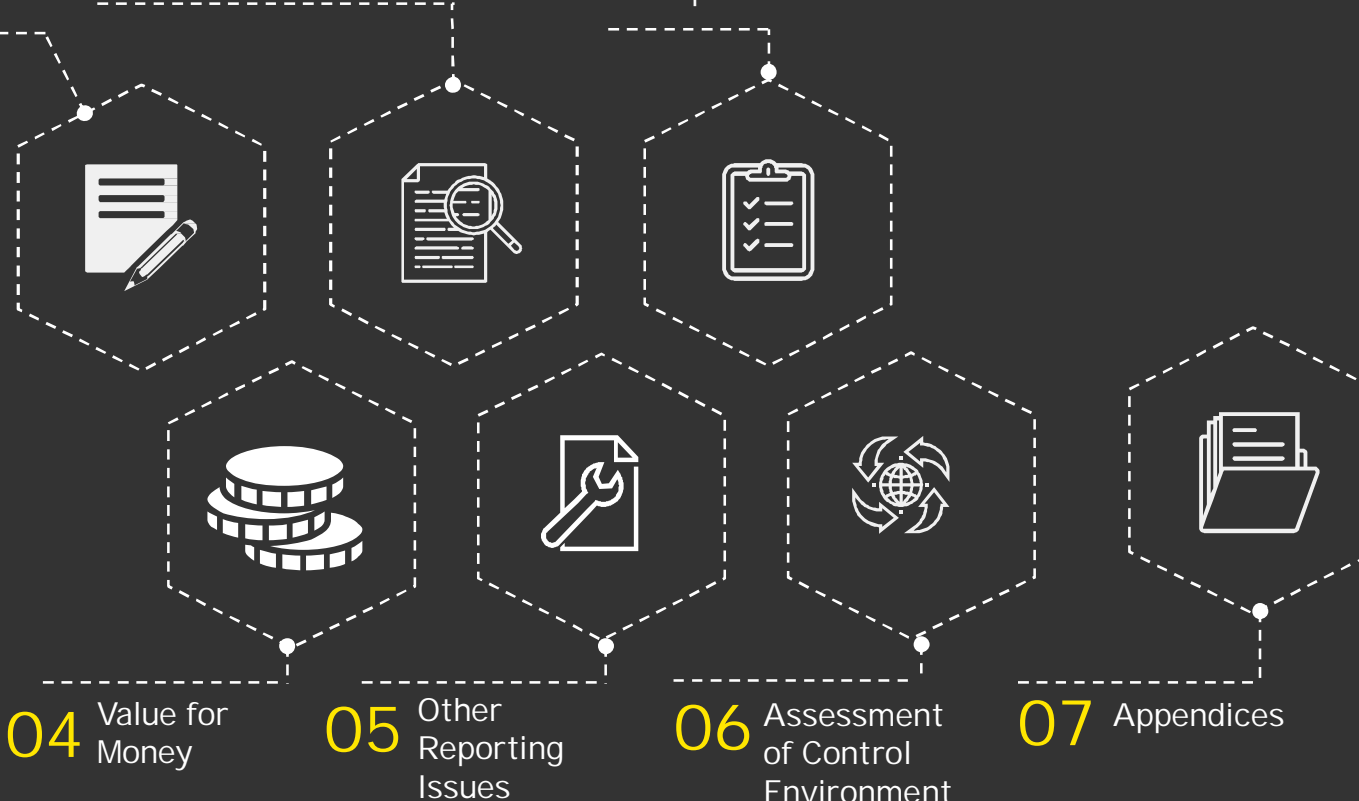 04 Value for
Money
05 Other
Reporting
Issues
06 Assessment
of Control
Environment
07 Appendices